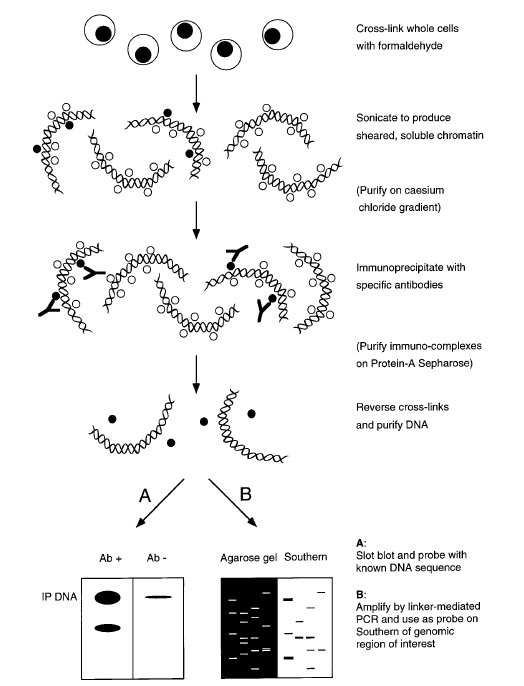 Cross-link whole cells
with formaldehyde
Sonicate to produce
sheared, soluble chromatin
(Purify on caesium
chloride gradient)
Immunoprecipitate with
specific antibodies
(Purify immuno-complexes
on Protein-A Sepharose)
Reverse cross-links
and purify DNA
A
B
Ab +
Ab -
Agarose gel
Southern
IP DNA
A:
Slot blot and probe with
known DNA sequence
B:
Amplify by linker-mediated
PCR and use as probe on
Southern of genomic
region of interest